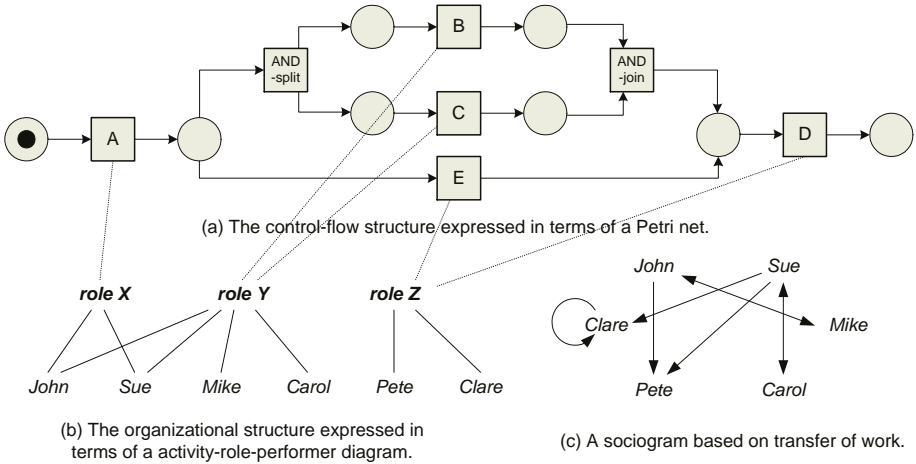 B
AND
-split
AND
-join
A
C
D
E
(a) The control-flow structure expressed in terms of a Petri net.
John
Sue
role X
role Y
role Z
Clare
Mike
John
Sue
Mike
Carol
Pete
Clare
Pete
Carol
(b) The organizational structure expressed in
terms of a activity-role-performer diagram.
(c) A sociogram based on transfer of work.